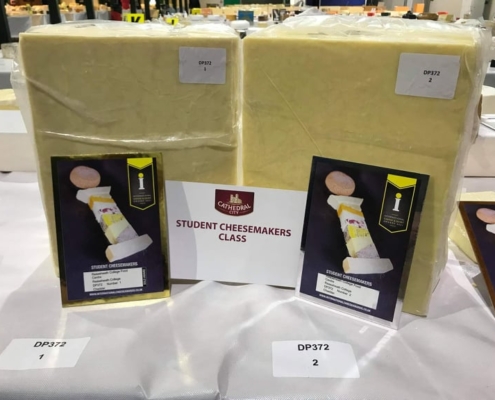 DP372
1
DP372
2
CATHEDRAL
CITY
STUDENT CHEESEMAKERS
CLASS
STUDENT CHEESEMAKERS
STUDENT CHEESEMAKERS
DP372
1
DP372
2